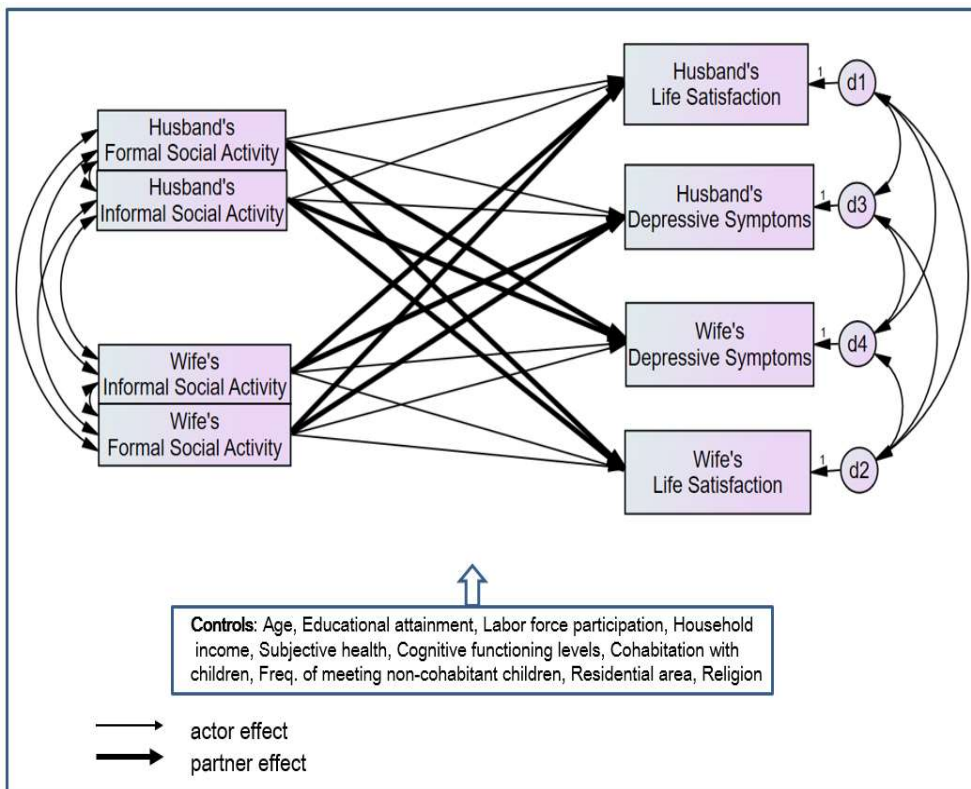 Husband's
Formal Social Activity
Husband's
Informal Social Activity
Wife's
Informal Social Activity
Wife's
Formal Social Activity
Husband's
Life Satisfaction
1
d1
Husband's
Depressive Symptoms
1
d3
Wife's
Depressive Symptoms
1
d4
Wife's
Life Satisfaction
1
d2
Controls: Age, Educational attainment, Labor force participation, Household
income, Subjective health, Cognitive functioning levels, Cohabitation with
children, Freq. of meeting non-cohabitant children, Residential area, Religion
actor effect
partner effect